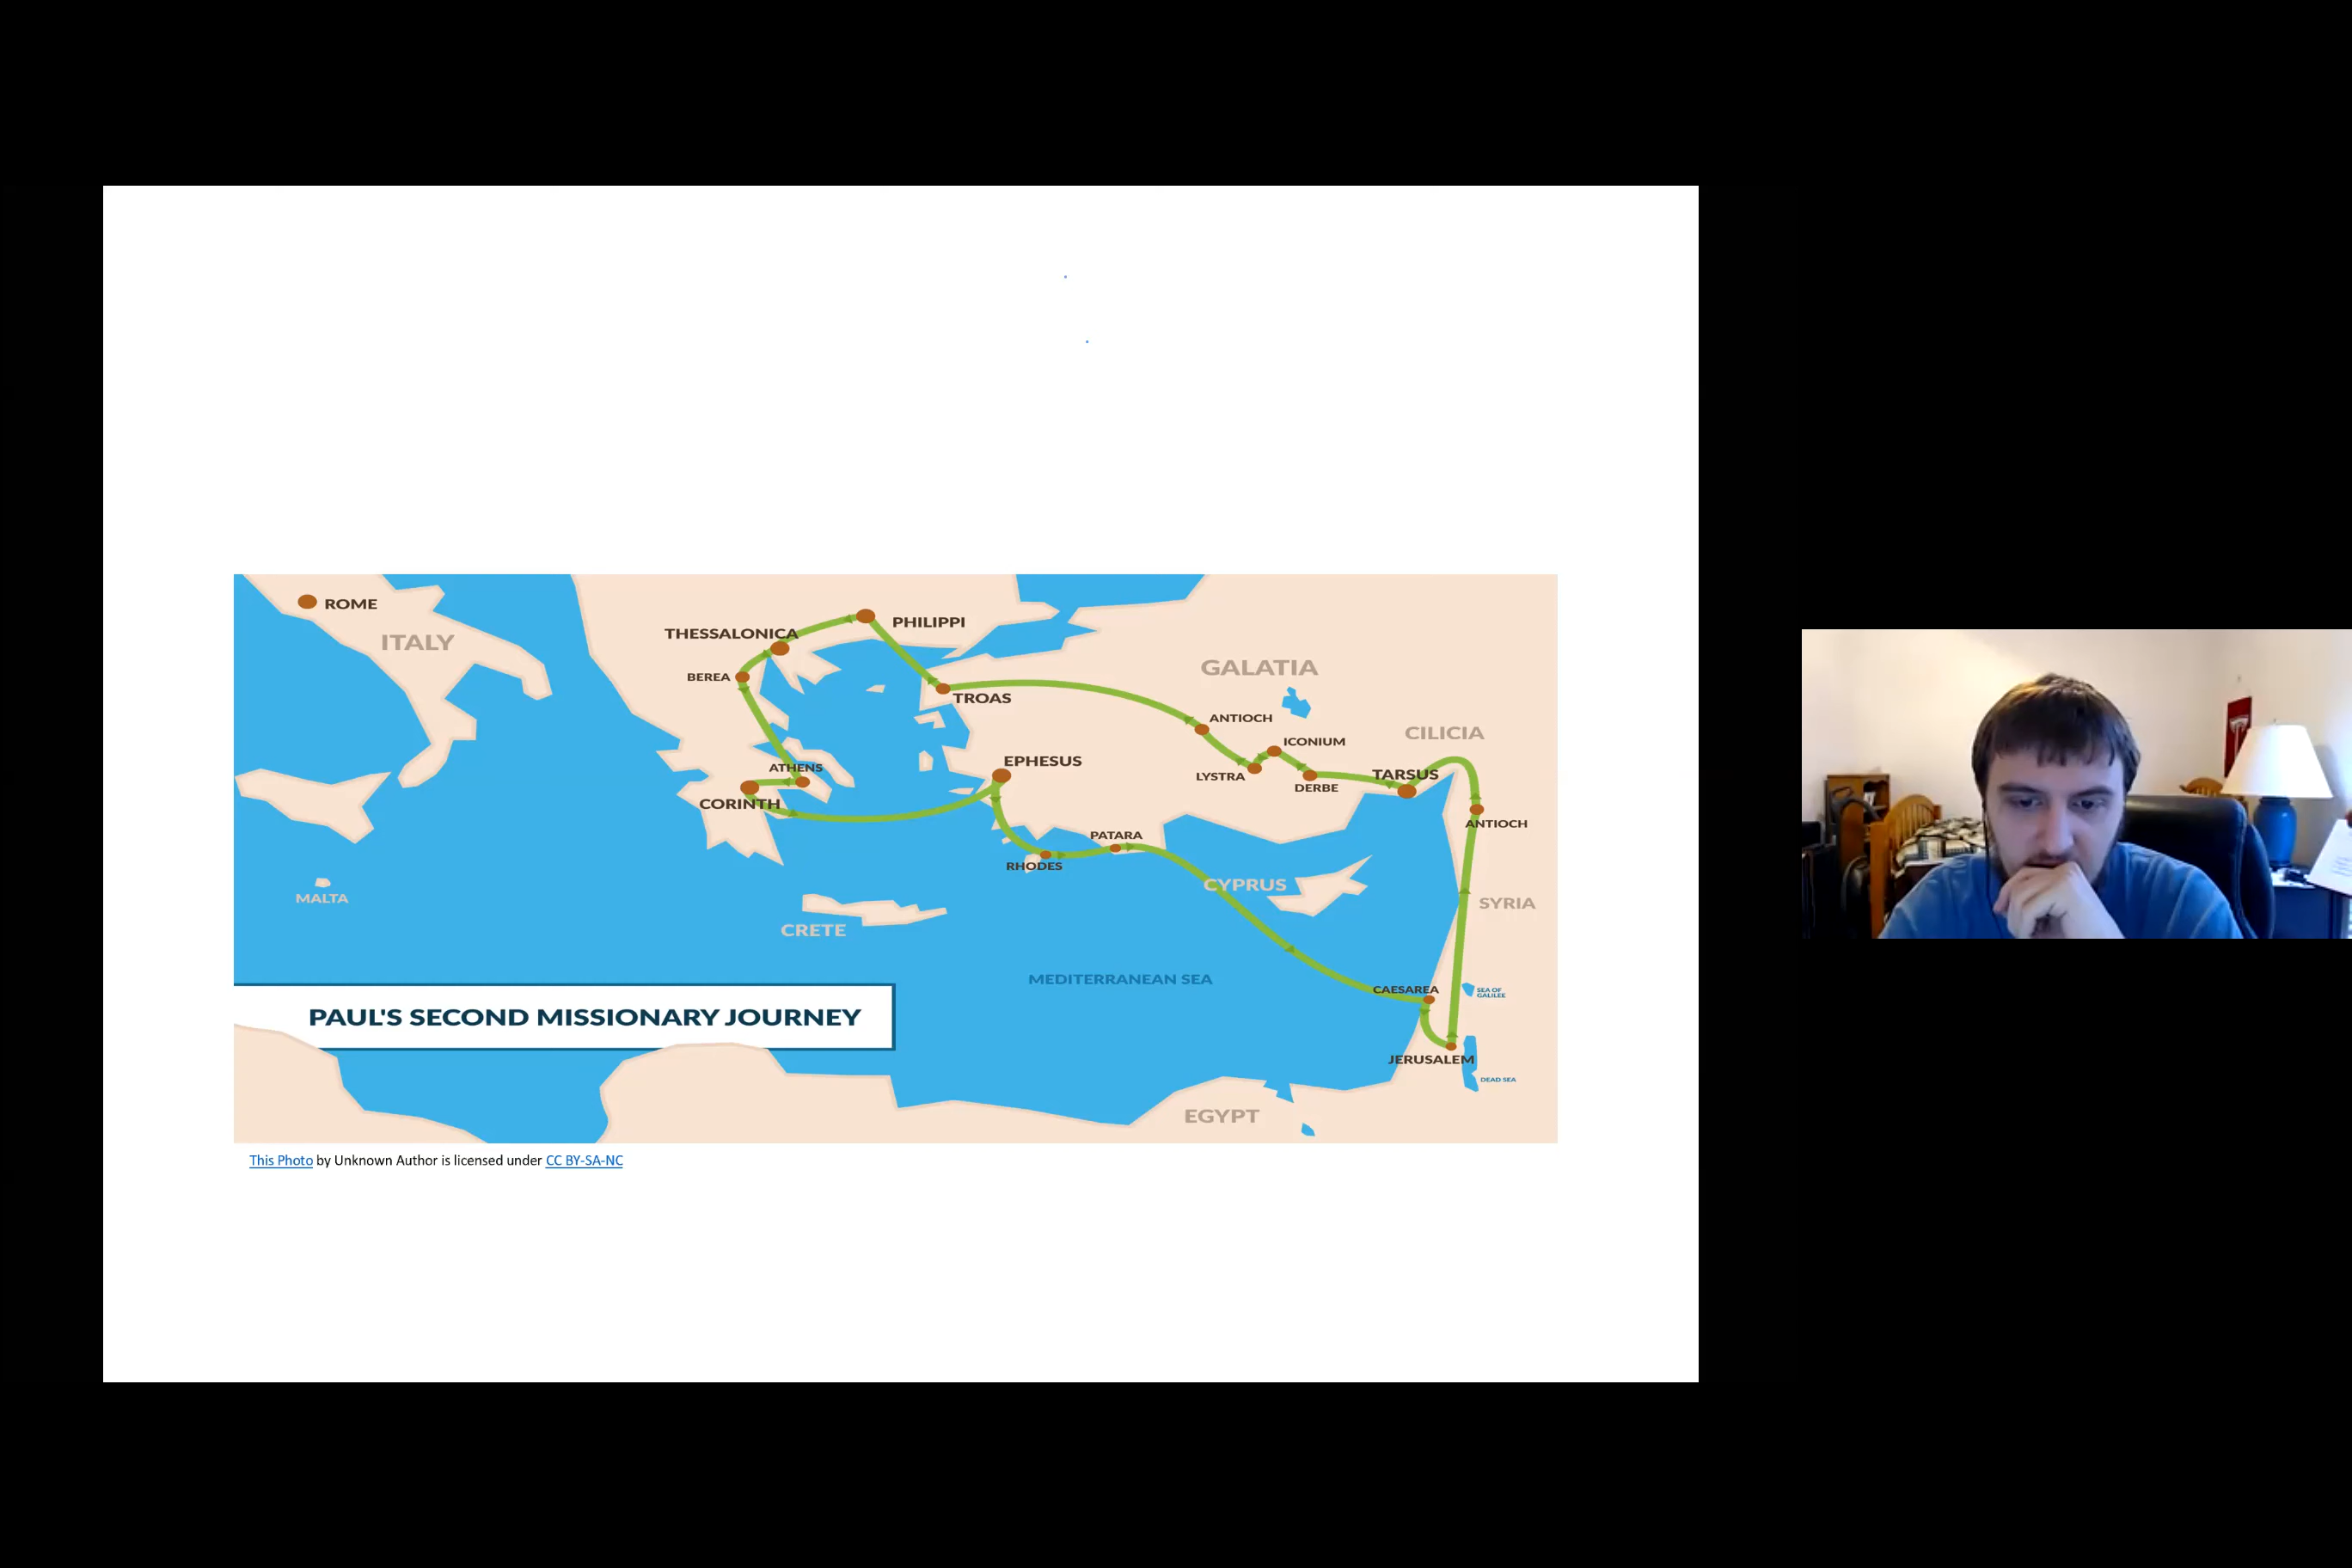 ROME
ITALY
PHILIPPI
THESSALONICA
BEREA
TROAS
GALATIA
ANTIOCH
ICONIUM
CILICIA
EPHESUS
ATHENS
LYSTRA
DERBE
TARSUS
CORINTH
ANTIOCH
PATARA
RHODES
CYPRUS
MALTA
SYRIA
CRETE
MEDITERRANEAN SEA
CAESAREA
SEA OF
GALILEE
PAUL'S SECOND MISSIONARY JOURNEY
JERUSALEM
DEAD SEA
EGYPT
This Photo by Unknown Author is licensed under CC BY-SA-NC